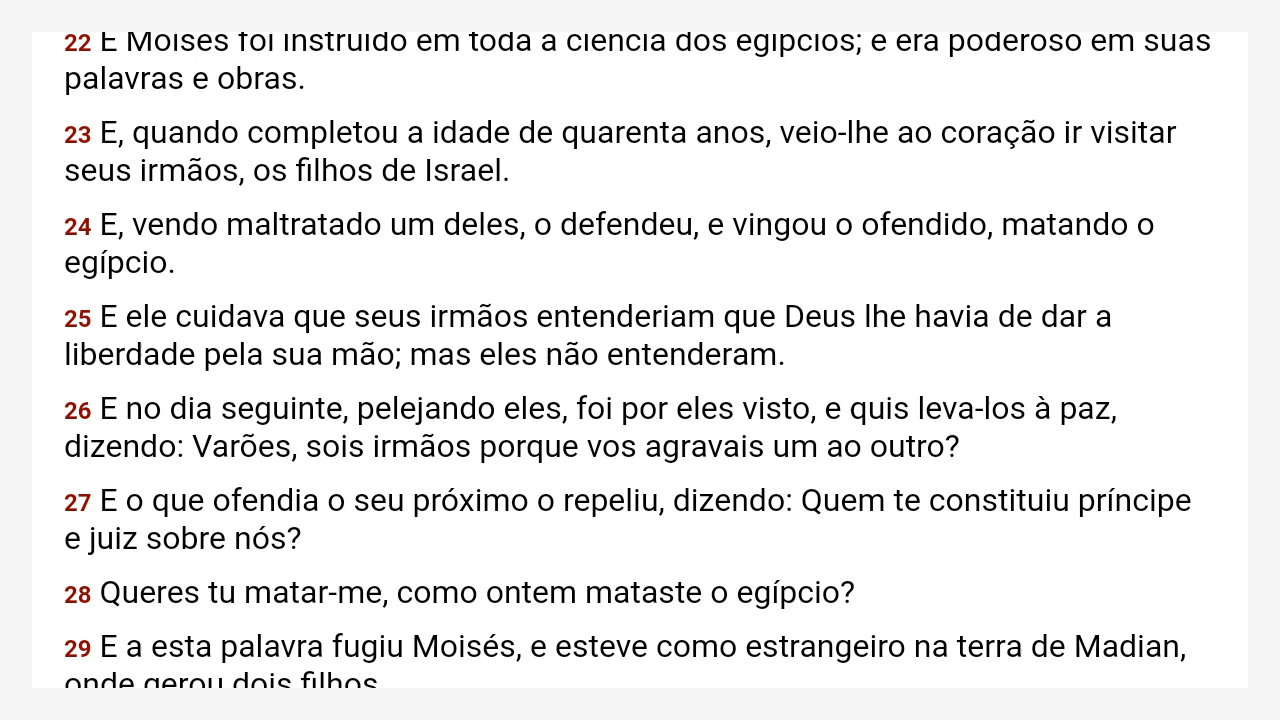 22 E Moisés foi instruído em toda a ciência dos egípcios; e era poderoso em suas
palavras e obras.
23 E, quando completou a idade de quarenta anos, veio-lhe ao coração ir visitar
seus irmãos, os filhos de Israel.
24 E, vendo maltratado um deles, o defendeu, e vingou o ofendido, matando o
egípcio.
25 E ele cuidava que seus irmãos entenderiam que Deus lhe havia de dar a
liberdade pela sua mão; mas eles não entenderam.
26 E no dia seguinte, pelejando eles, foi por eles visto, e quis leva-los à paz,
dizendo: Varões, sois irmãos porque vos agravais um ao outro?
27 E o que ofendia o seu próximo o repeliu, dizendo: Quem te constituiu príncipe
e juiz sobre nós?
28 Queres tu matar-me, como ontem mataste o egípcio?
29 E a esta palavra fugiu Moisés, e esteve como estrangeiro na terra de Madian,
onde gerou dois filhos